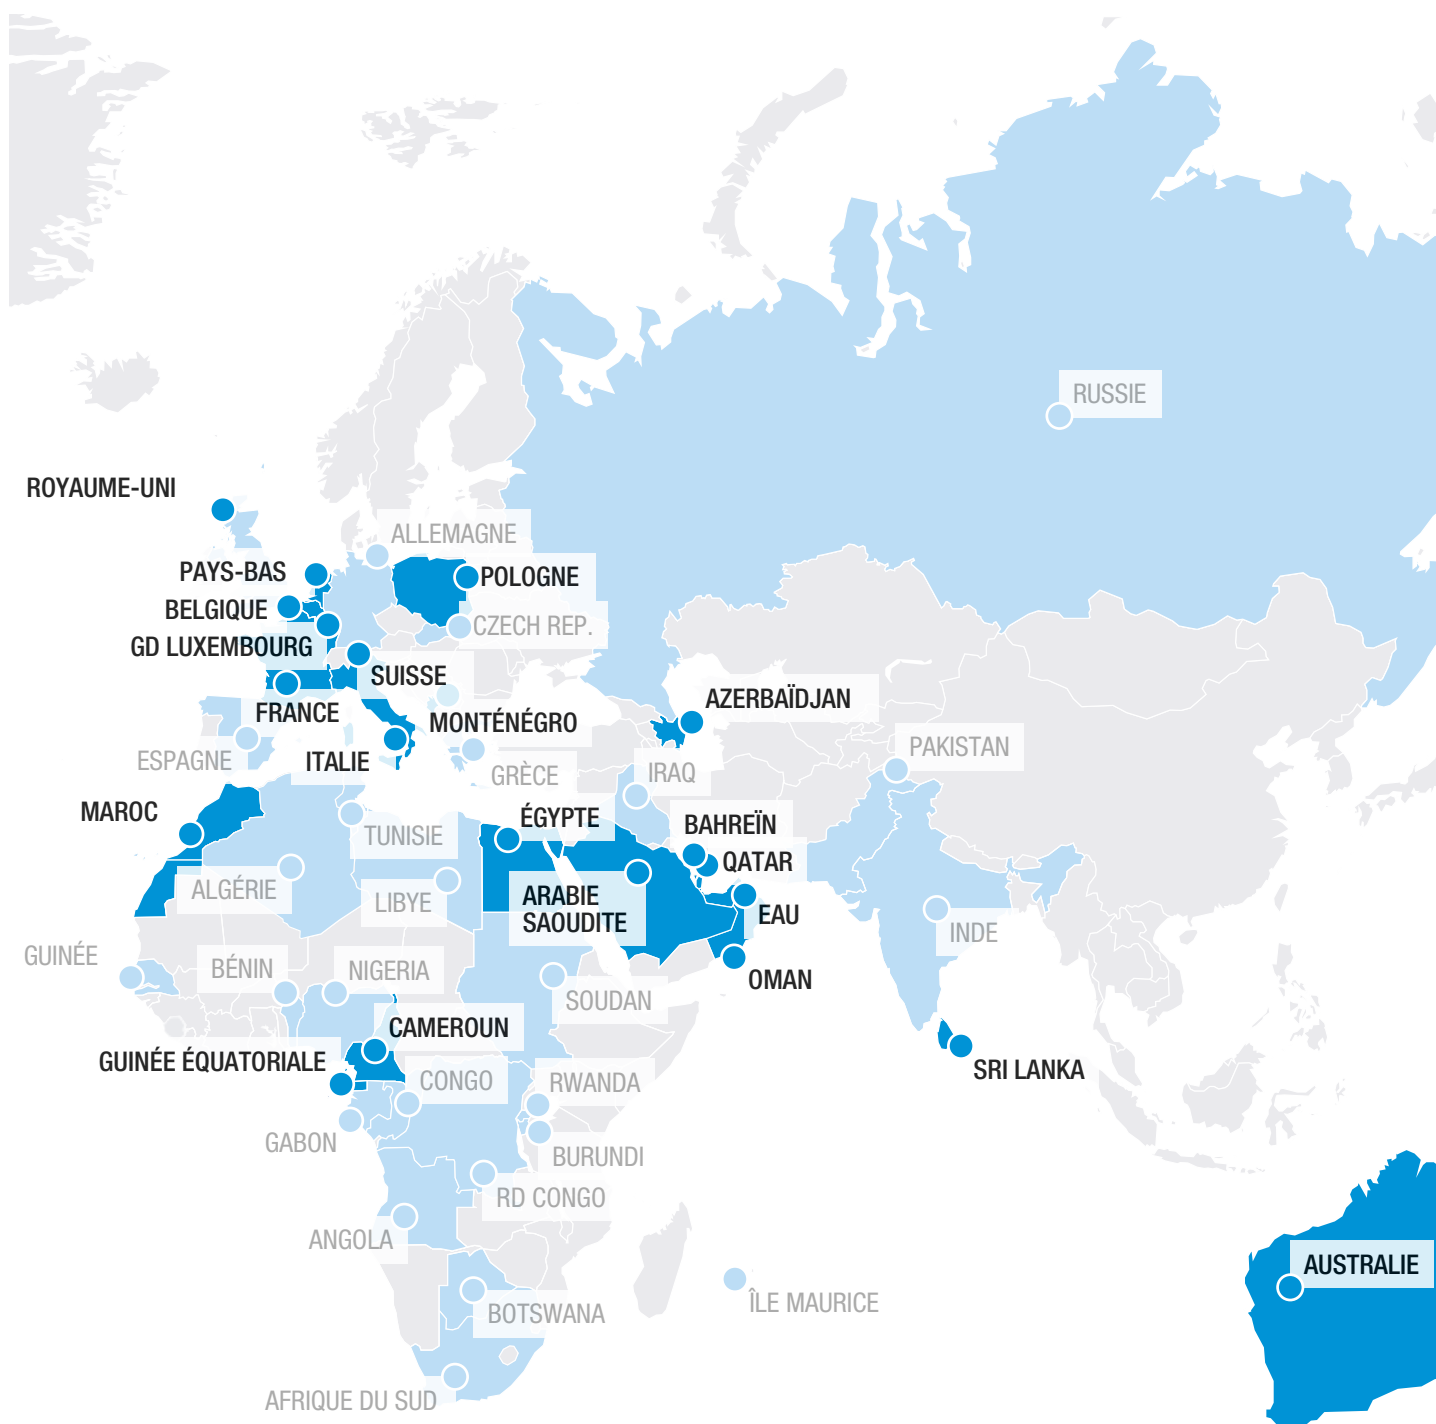 RUSSIE
ROYAUME-UNI
ALLEMAGNE
PAYS-BAS
POLOGNE
BELGIQUE
CZECH REP.
GD LUXEMBOURG
SUISSE
AZERBAÏDJAN
FRANCE
MONTÉNÉGRO
PAKISTAN
ESPAGNE
ITALIE
GRÈCE
IRAQ
MAROC
TUNISIE
ÉGYPTE
BAHREÏN
QATAR
ALGÉRIE
LIBYE
ARABIE
SAOUDITE
EAU
INDE
GUINÉE
BÉNIN
NIGERIA
SOUDAN
OMAN
CAMEROUN
GUINÉE ÉQUATORIALE
CONGO
RWANDA
SRI LANKA
GABON
BURUNDI
RD CONGO
ANGOLA
AUSTRALIE
BOTSWANA
ÎLE MAURICE
AFRIQUE DU SUD